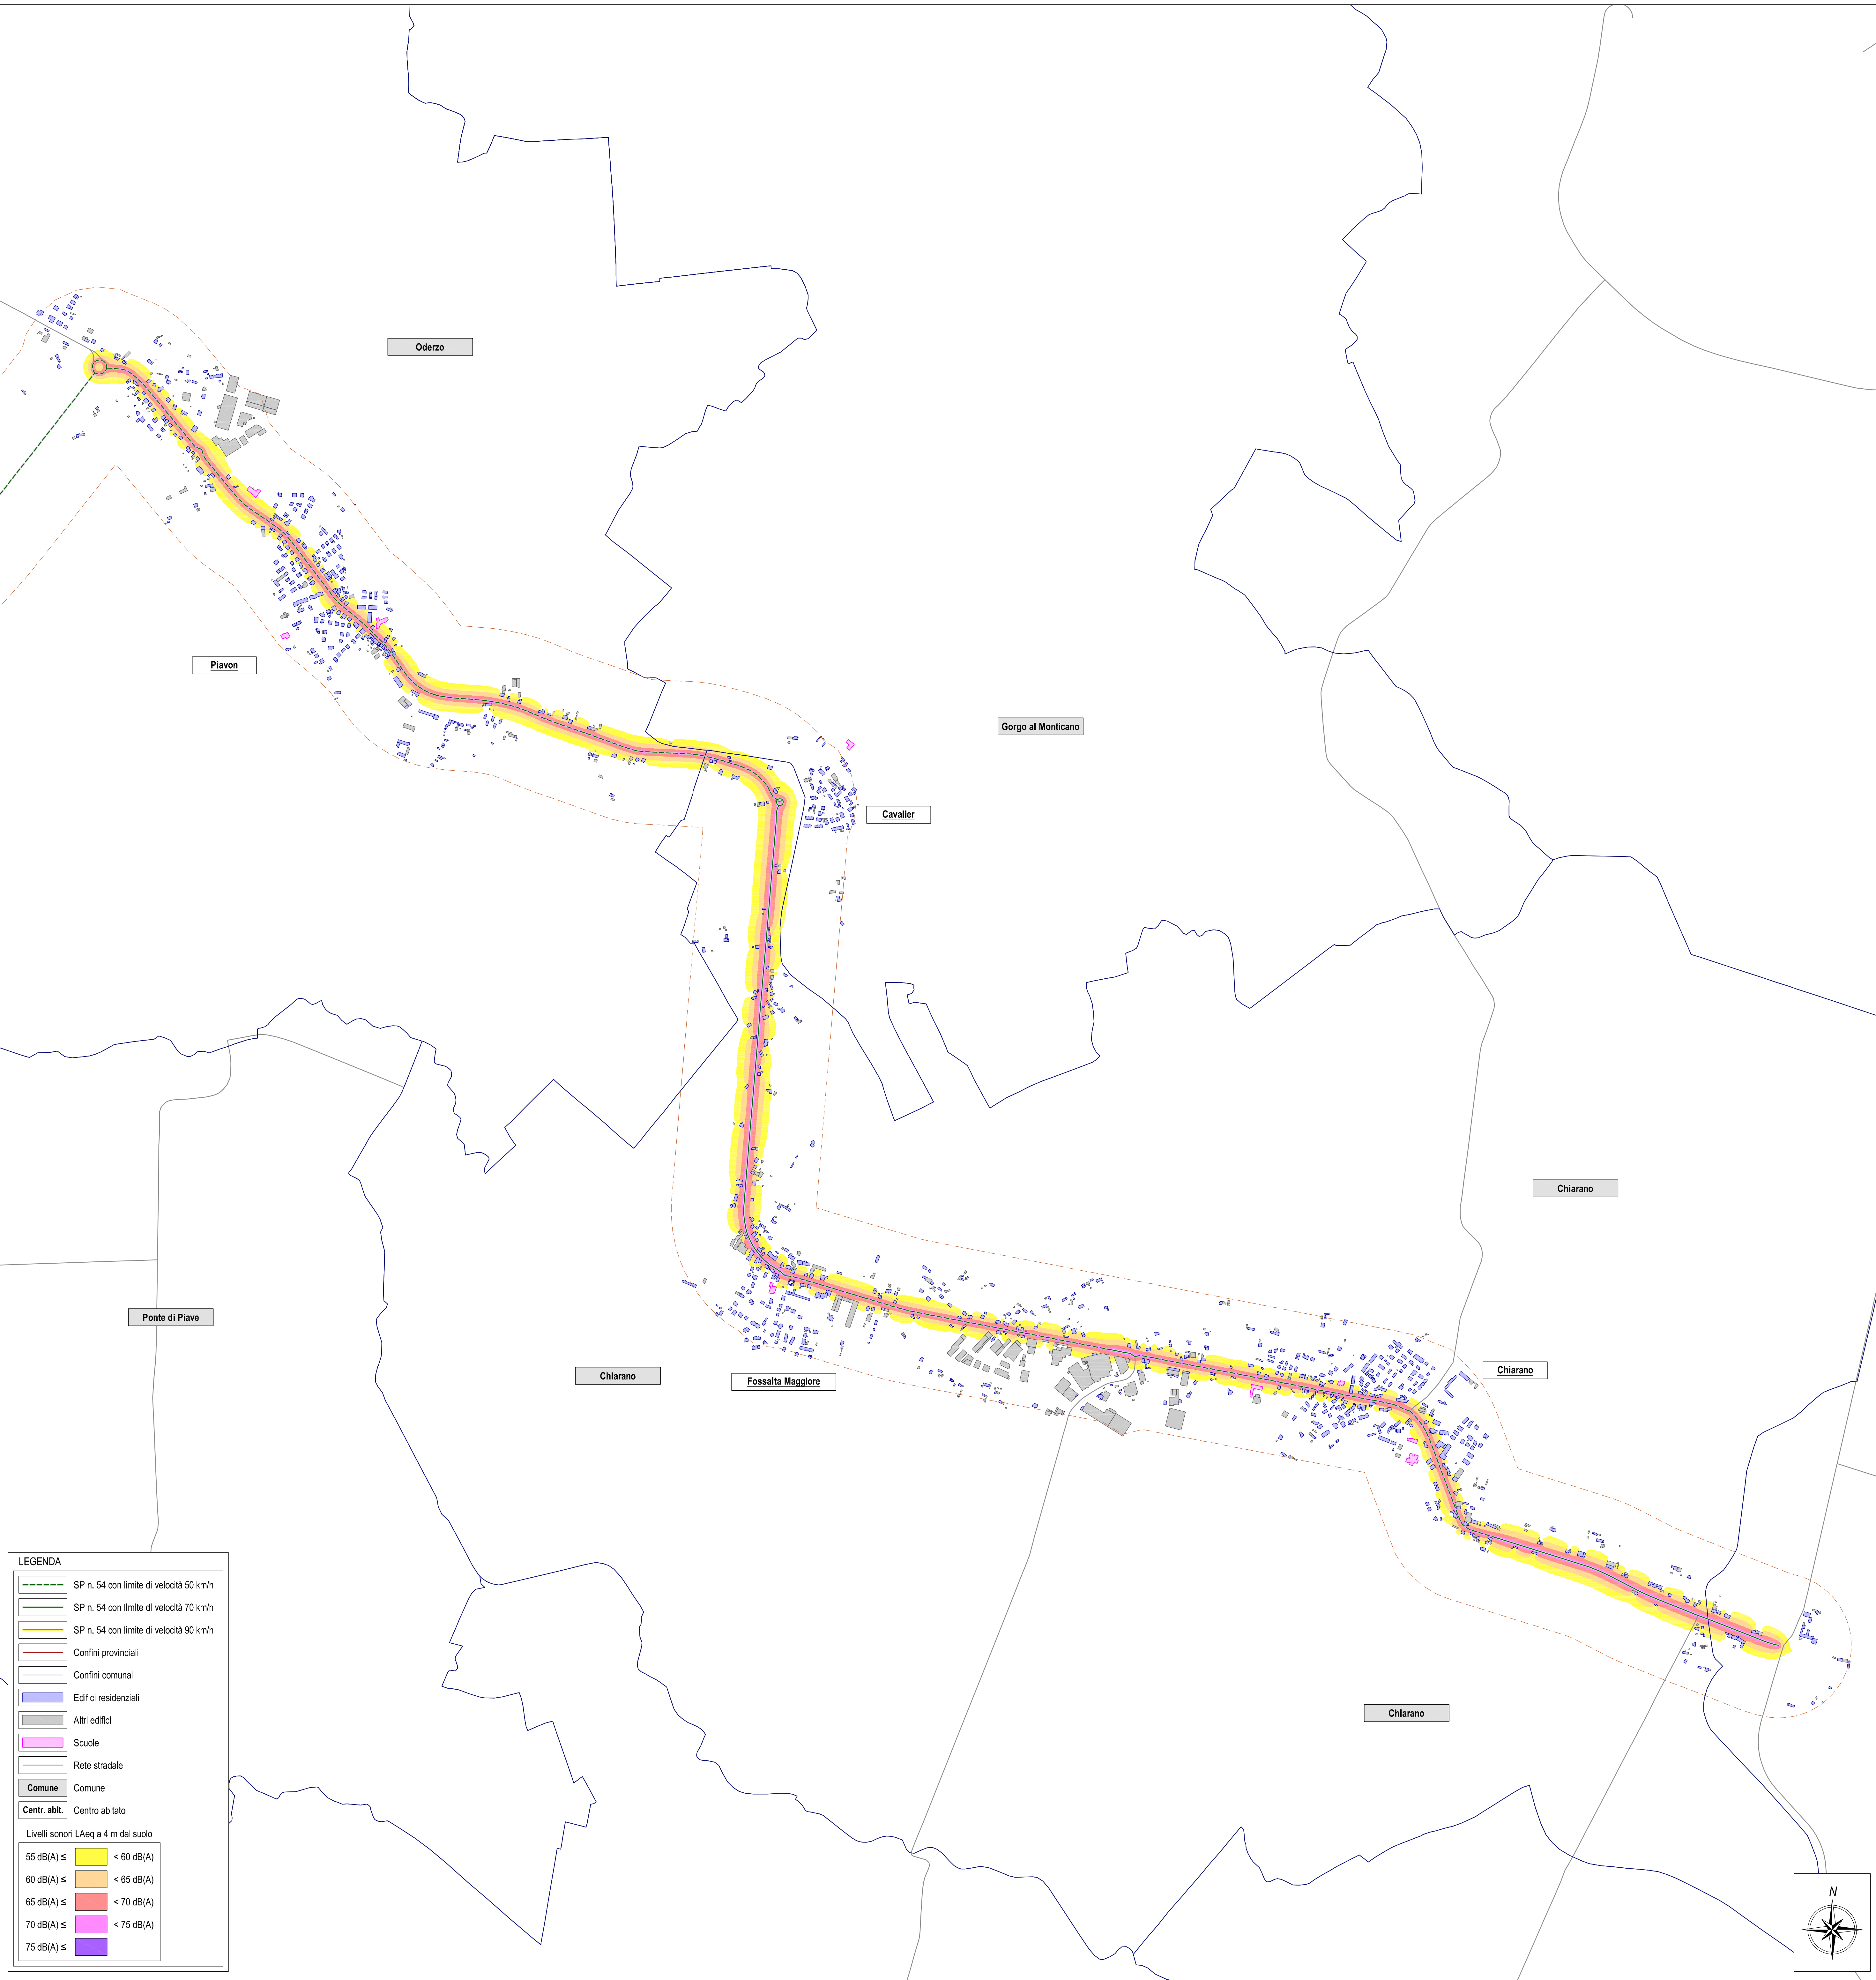 Oderzo
Piavon
Gorgo al Monticano
Cavalier
Chiarano
Ponte di Piave
Chiarano
Fossalta Maggiore
Chiarano
Chiarano
LEGENDA
SP n. 54 con limite di velocità 50 km/h
SP n. 54 con limite di velocità 70 km/h
SP n. 54 con limite di velocità 90 km/h
Confini provinciali
Confini comunali
Edifici residenziali
Altri edifici
Scuole
Rete stradale
Comune Comune
Centr. abit. Centro abitato
Livelli sonori LAeq a 4 m dal suolo
55 dB(A) ≤ < 60 dB(A)
60 dB(A) ≤ < 65 dB(A)
65 dB(A) ≤ < 70 dB(A)
70 dB(A) ≤ < 75 dB(A)
75 dB(A) ≤
N